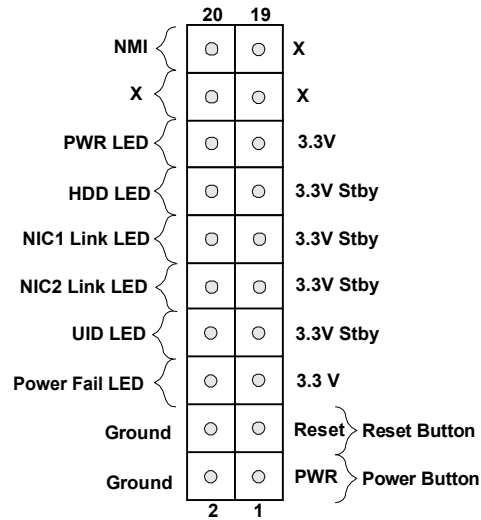 20 19
NMI X
X X
PWR LED 3.3V
HDD LED 3.3V Stby
NIC1 Link LED 3.3V Stby
NIC2 Link LED 3.3V Stby
UID LED 3.3V Stby
Power Fail LED 3.3 V
Ground Reset Reset Button
Ground PWR Power Button
2 1